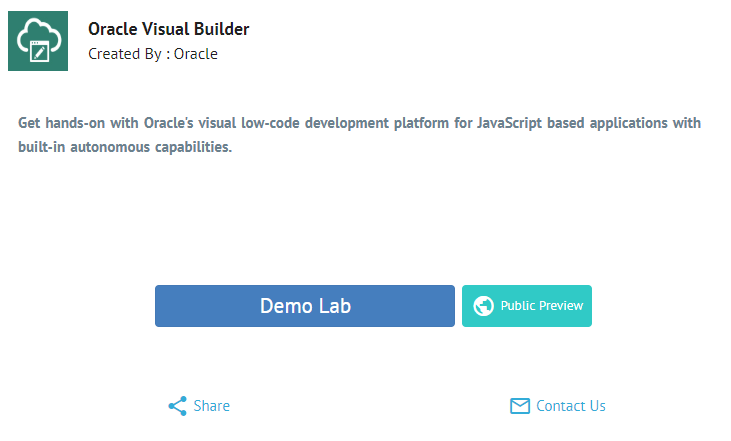 Oracle Visual Builder
Created By : Oracle
Get hands-on with Oracle's visual low-code development platform for JavaScript based applications with
built-in autonomous capabilities.
Demo Lab
Public Preview
Share
Contact Us